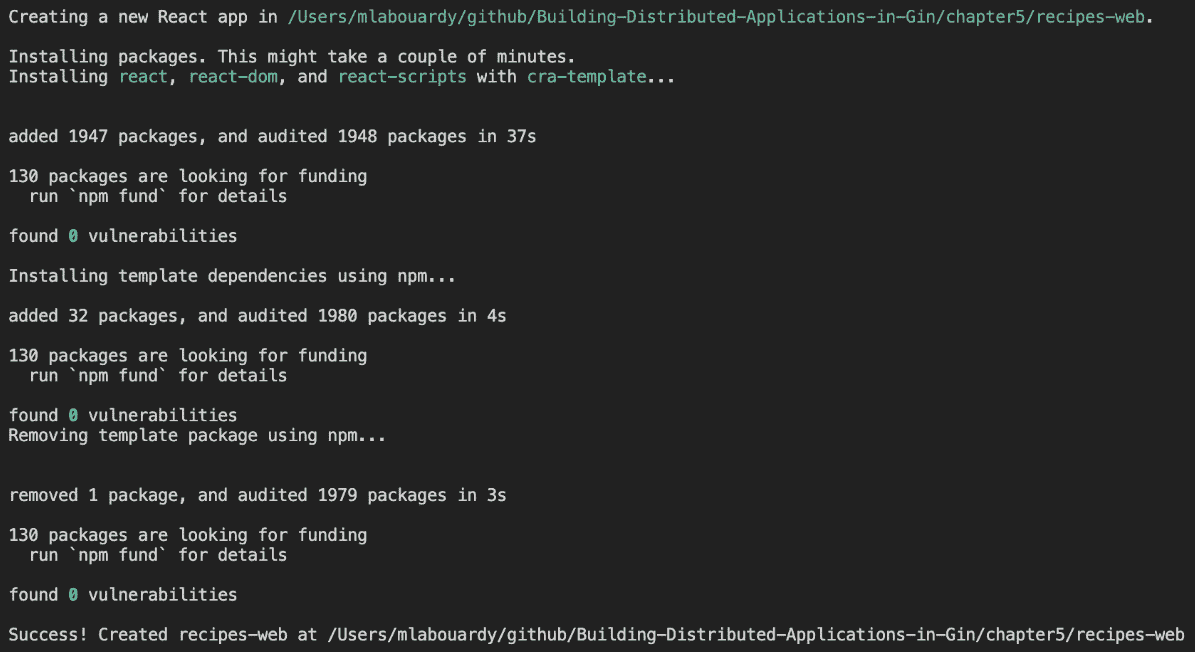 Creating a new React app in /Users/mlabouardy/github/Building-Distributed-Applications-in-Gin/chapter5/recipes-web.
Installing packages. This might take a couple of minutes.
Installing react, react-dom, and react-scripts with cra-template...
added 1947 packages, and audited 1948 packages in 37s
130 packages are looking for funding
  run `npm fund` for details
found 0 vulnerabilities
Installing template dependencies using npm...
added 32 packages, and audited 1980 packages in 4s
130 packages are looking for funding
  run `npm fund` for details
found 0 vulnerabilities
Removing template package using npm...
removed 1 package, and audited 1979 packages in 3s
130 packages are looking for funding
  run `npm fund` for details
found 0 vulnerabilities
Success! Created recipes-web at /Users/mlabouardy/github/Building-Distributed-Applications-in-Gin/chapter5/recipes-web